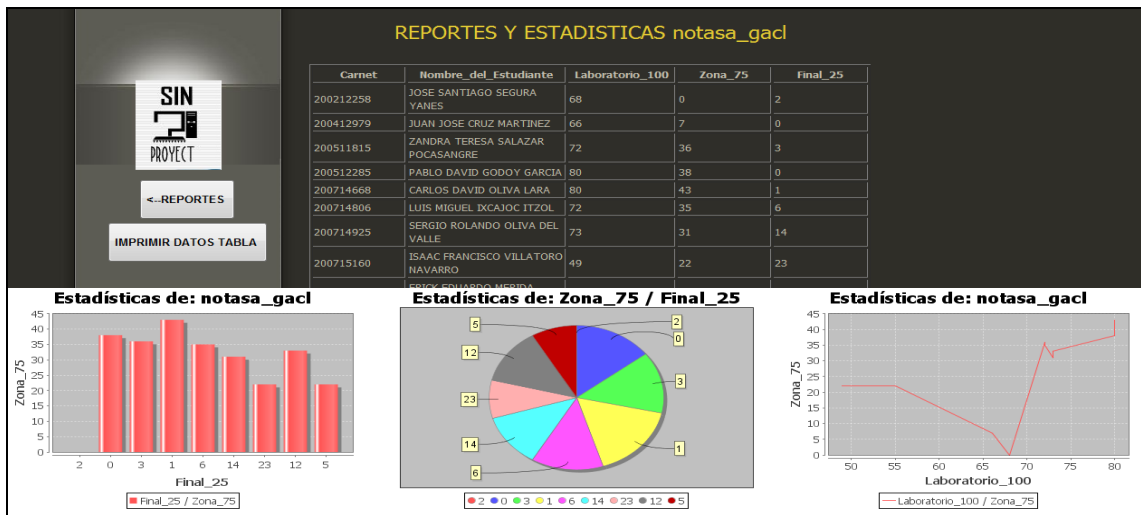 REPORTES Y ESTADISTICAS notasa_gacl
SIN
PROYECT
<--REPORTES
IMPRIMIR DATOS TABLA
Carnet Nombre_del_Estudiante Laboratorio_100 Zona_75 Final_25
200212258 JOSE SANTIAGO SEGURA YANES 68 0 2
200412979 JUAN JOSE CRUZ MARTINEZ 66 7 0
200511815 ZANDRA TERESA SALAZAR POCASANGRE 72 36 3
200512285 PABLO DAVID GODOY GARCIA 80 38 0
200714668 CARLOS DAVID OLIVA LARA 80 43 1
200714806 LUIS MIGUEL IXCAJOC ITZOL 72 35 6
200714925 SERGIO ROLANDO OLIVA DEL VALLE 73 31 14
200715160 ISAAC FRANCISCO VILLATORO NAVARRO 49 22 23
ERICK EDUARDO MERIDA
Estadísticas de: notasa_gacl
Zona_75
45
40
35
30
25
20
15
10
5
0
2 0 3 1 6 14 23 12 5
Final_25
Final_25 / Zona_75
Estadísticas de: Zona_75 / Final_25
2
0
3
1
6
14
23
12
5
2 0 3 1 6 14 23 12 5
Estadísticas de: notasa_gacl
Zona_75
45
40
35
30
25
20
15
10
5
0
50 55 60 65 70 75 80
Laboratorio_100
Laboratorio_100 / Zona_75